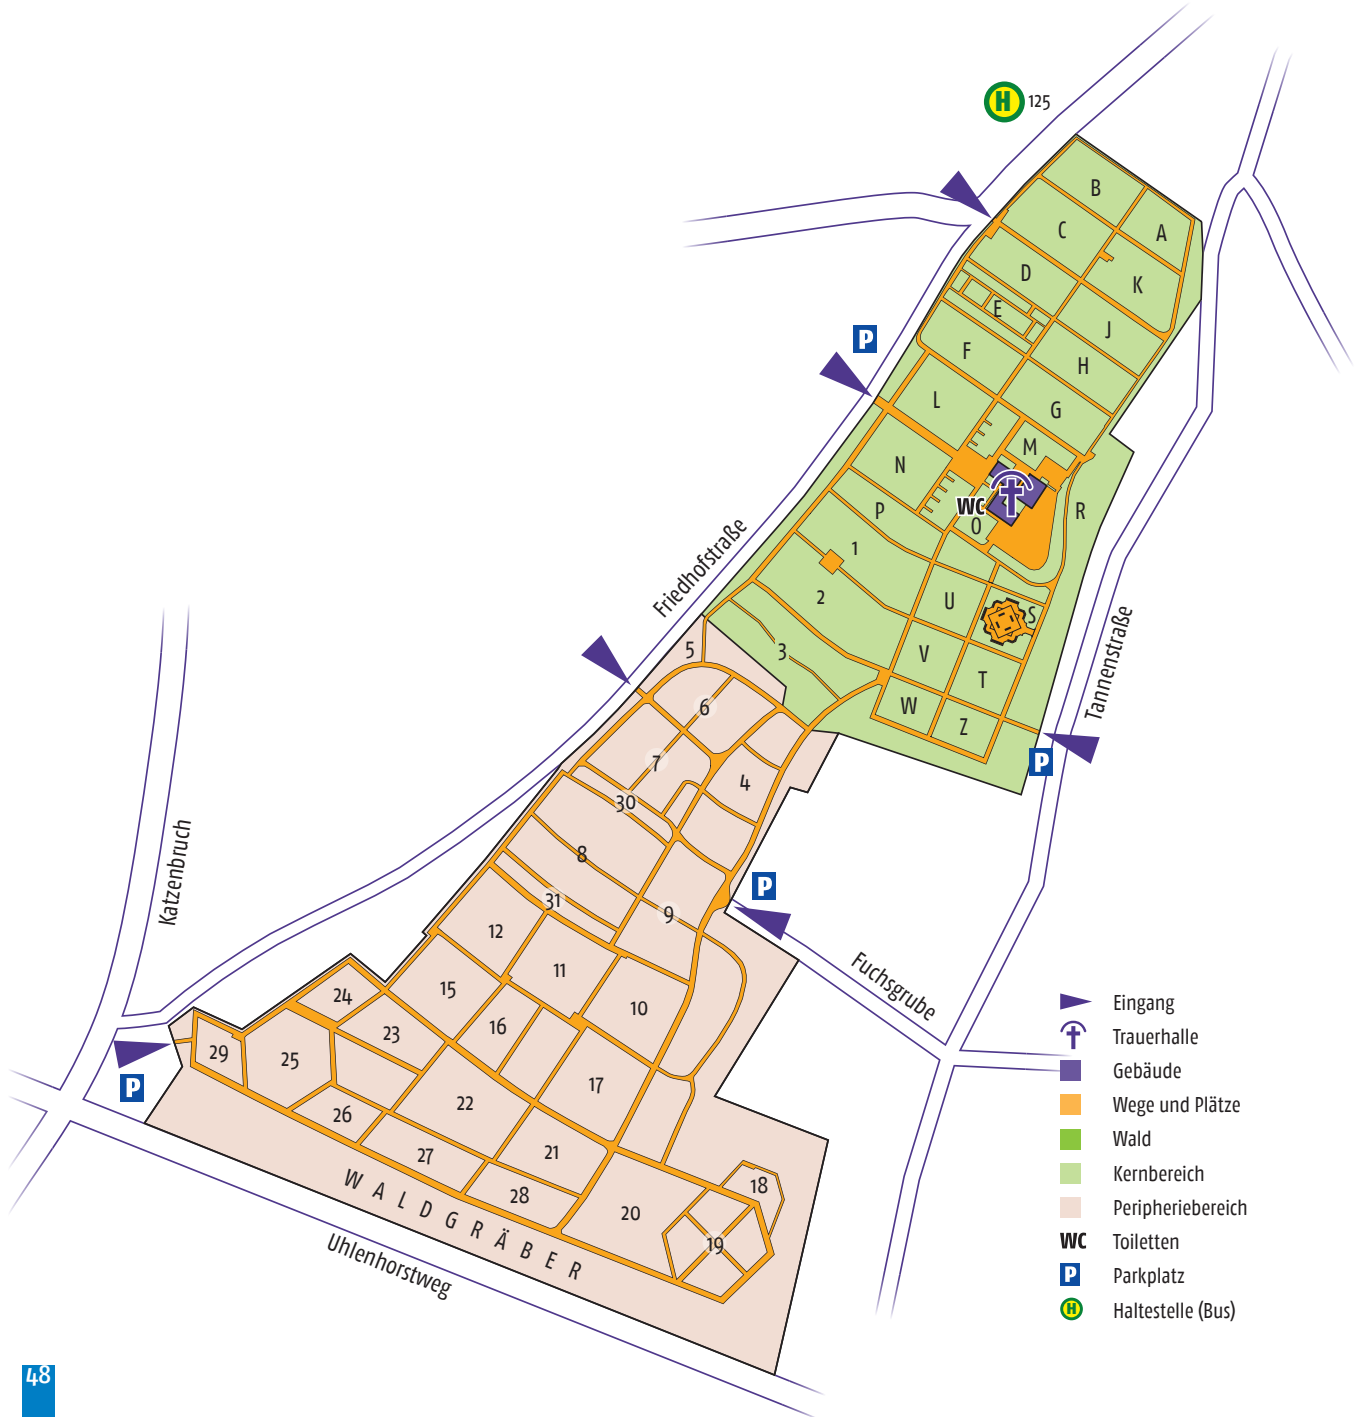 H 125
B
A
C
D
K
E
J
P
F
H
L
G
M
N
WC
R
P
O
1
2
U
S
Friedhofstraße
3
V
T
5
W
Z
6
Tannenstraße
P
7
4
30
8
P
31
9
Katzenbruch
12
11
15
10
24
16
23
Fuchsgrube
29
25
17
P
26
22
27
21
28
18
20
19
WALDGRÄBER
Uhlenhorstweg
Eingang
Trauerhalle
Gebäude
Wege und Plätze
Wald
Kernbereich
Peripheriebereich
WC Toiletten
P Parkplatz
H Haltestelle (Bus)
48